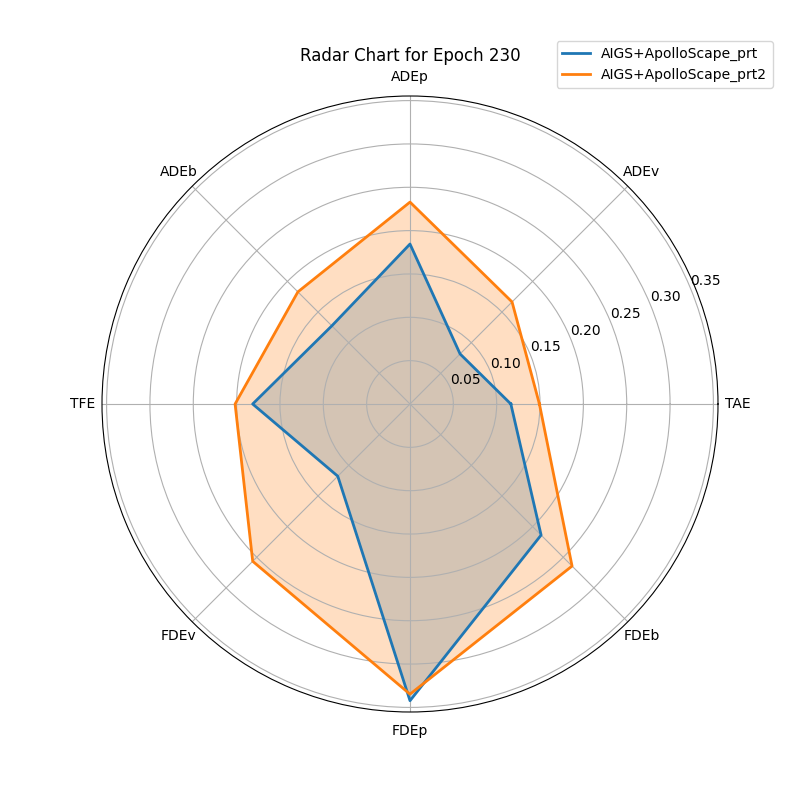 Radar Chart for Epoch 230
AIGS+ApolloScape_prt
AIGS+ApolloScape_prt2
ADEp
ADEb
ADEv
0.35
0.30
0.25
0.20
0.15
0.10
0.05
TFE
TAE
FDEv
FDEb
FDEp